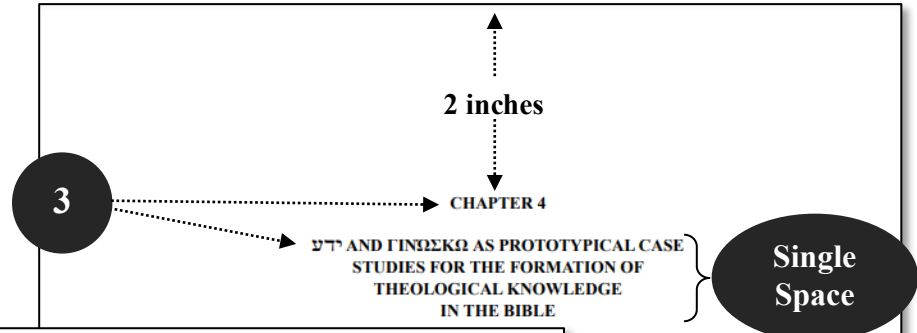 2 inches
3
CHAPTER 4
ידע AND ΓΙΝΏΣΚΩ AS PROTOTYPICAL CASE
STUDIES FOR THE FORMATION OF
THEOLOGICAL KNOWLEDGE
IN THE BIBLE
Single
Space